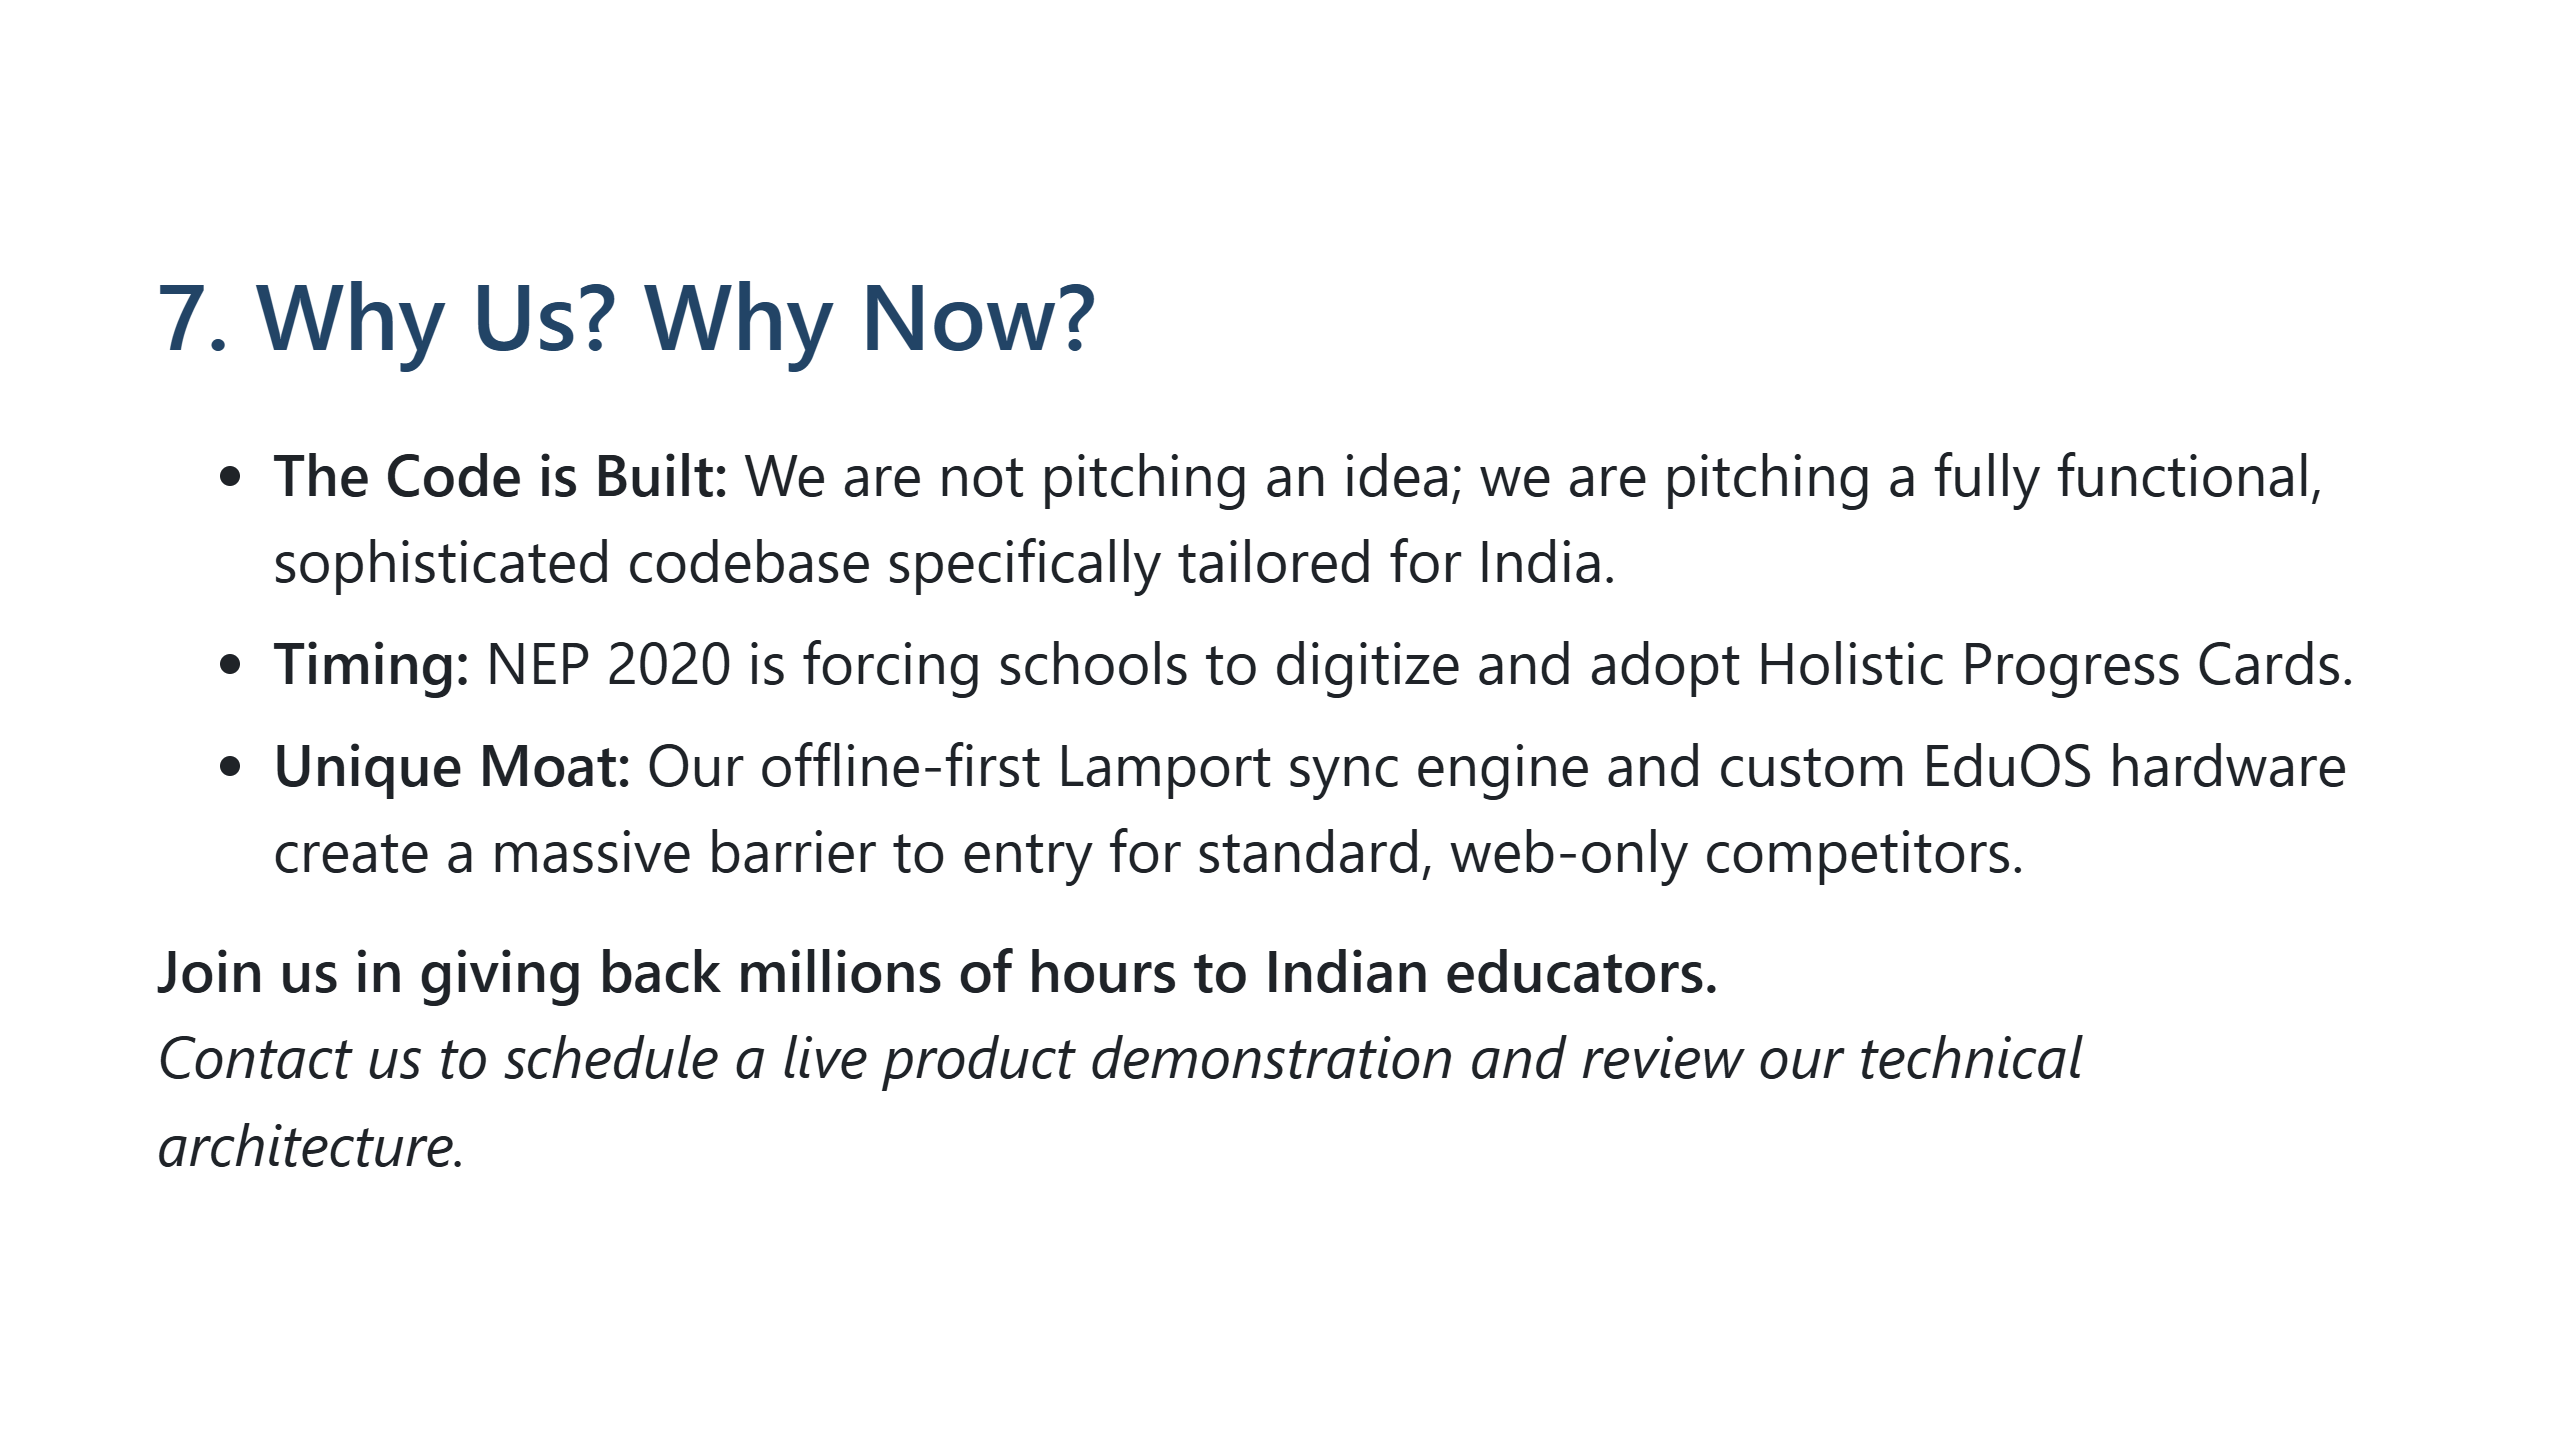 7. Why Us? Why Now?
• The Code is Built: We are not pitching an idea; we are pitching a fully functional,
sophisticated codebase specifically tailored for India.
• Timing: NEP 2020 is forcing schools to digitize and adopt Holistic Progress Cards.
• Unique Moat: Our offline-first Lamport sync engine and custom EduOS hardware
create a massive barrier to entry for standard, web-only competitors.
Join us in giving back millions of hours to Indian educators.
Contact us to schedule a live product demonstration and review our technical
architecture.